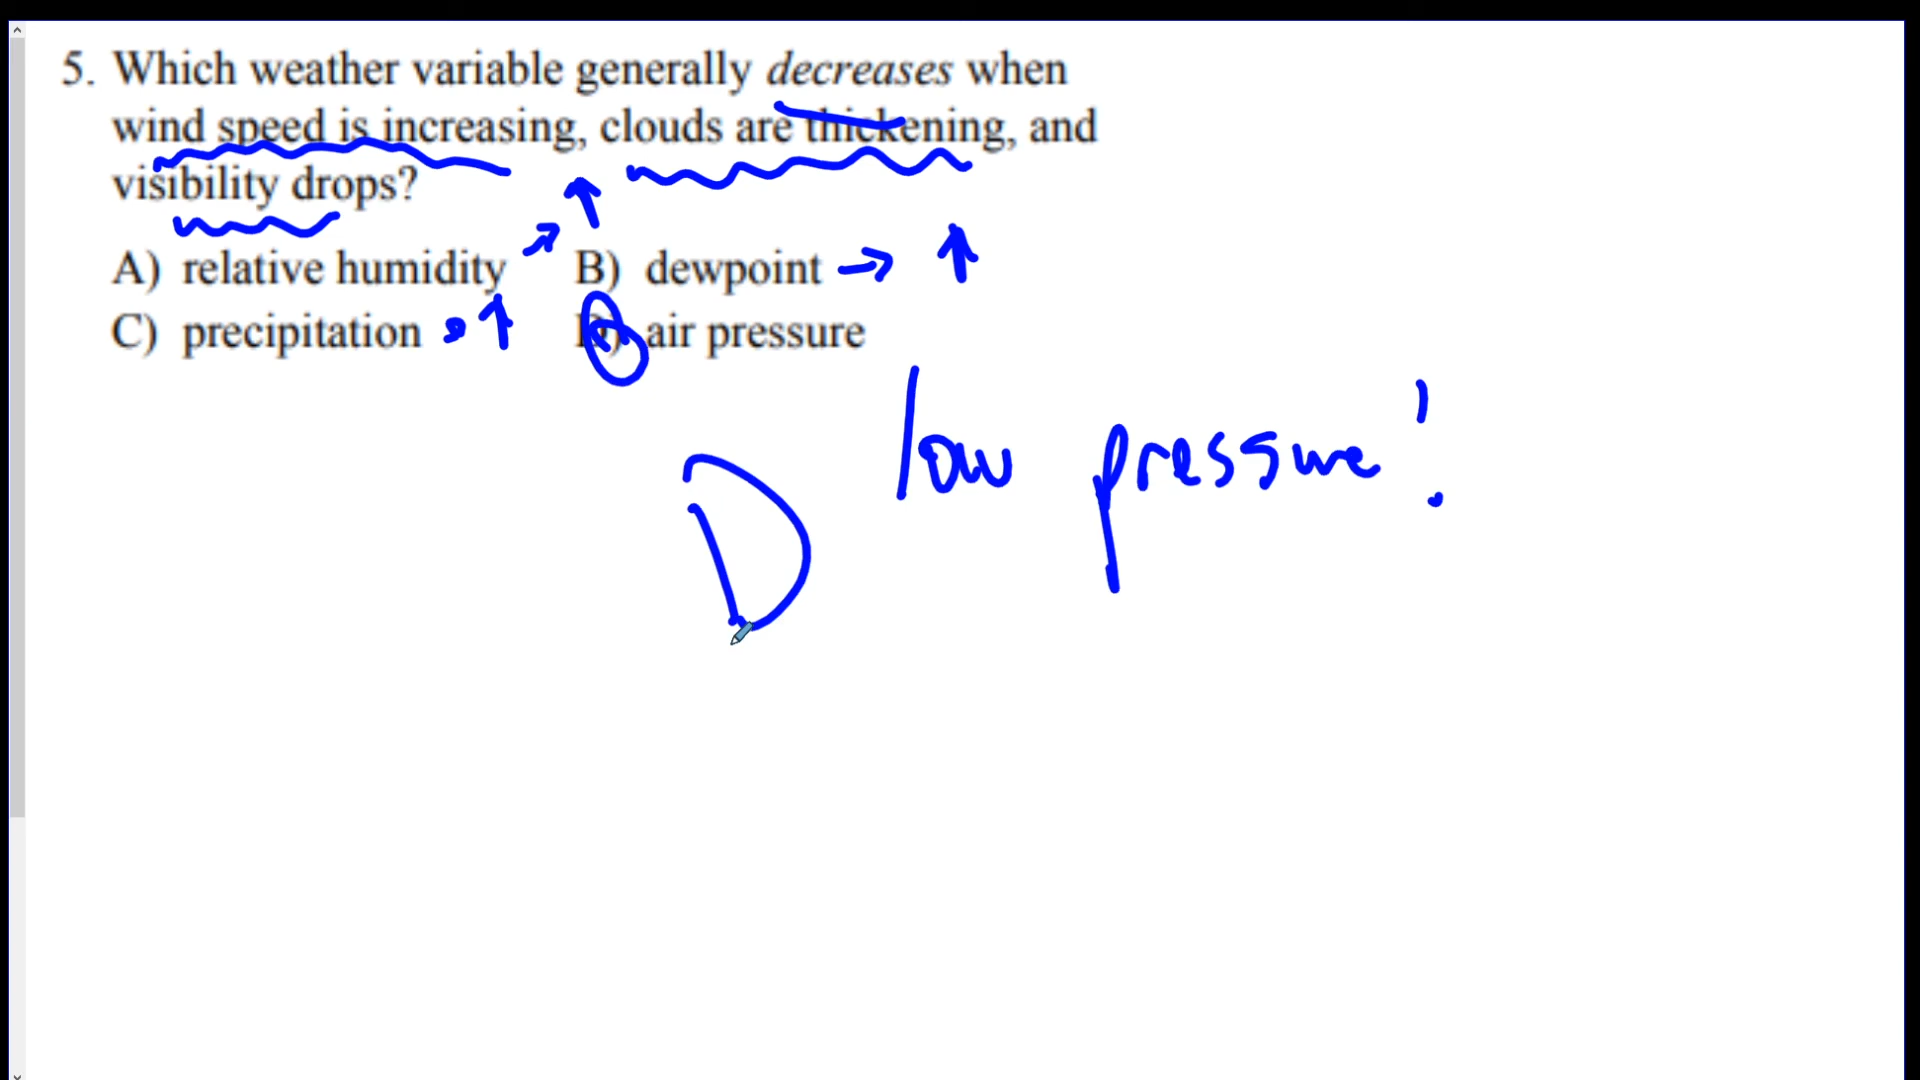 5. Which weather variable generally decreases when
wind speed is increasing, clouds are thickening, and
visibility drops?
A) relative humidity B) dewpoint
C) precipitation D) air pressure
low pressure!
D